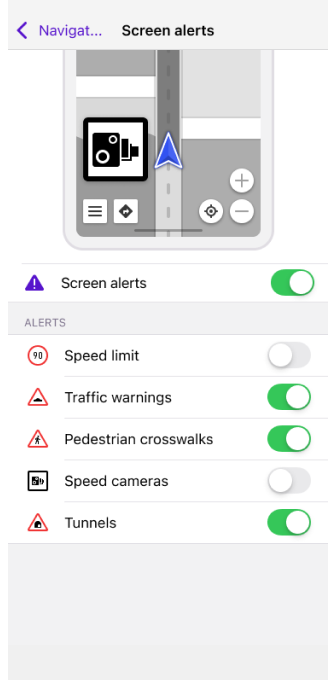 Navigat... Screen alerts
Screen alerts
ALERTS
90 Speed limit
Traffic warnings
Pedestrian crosswalks
Speed cameras
Tunnels